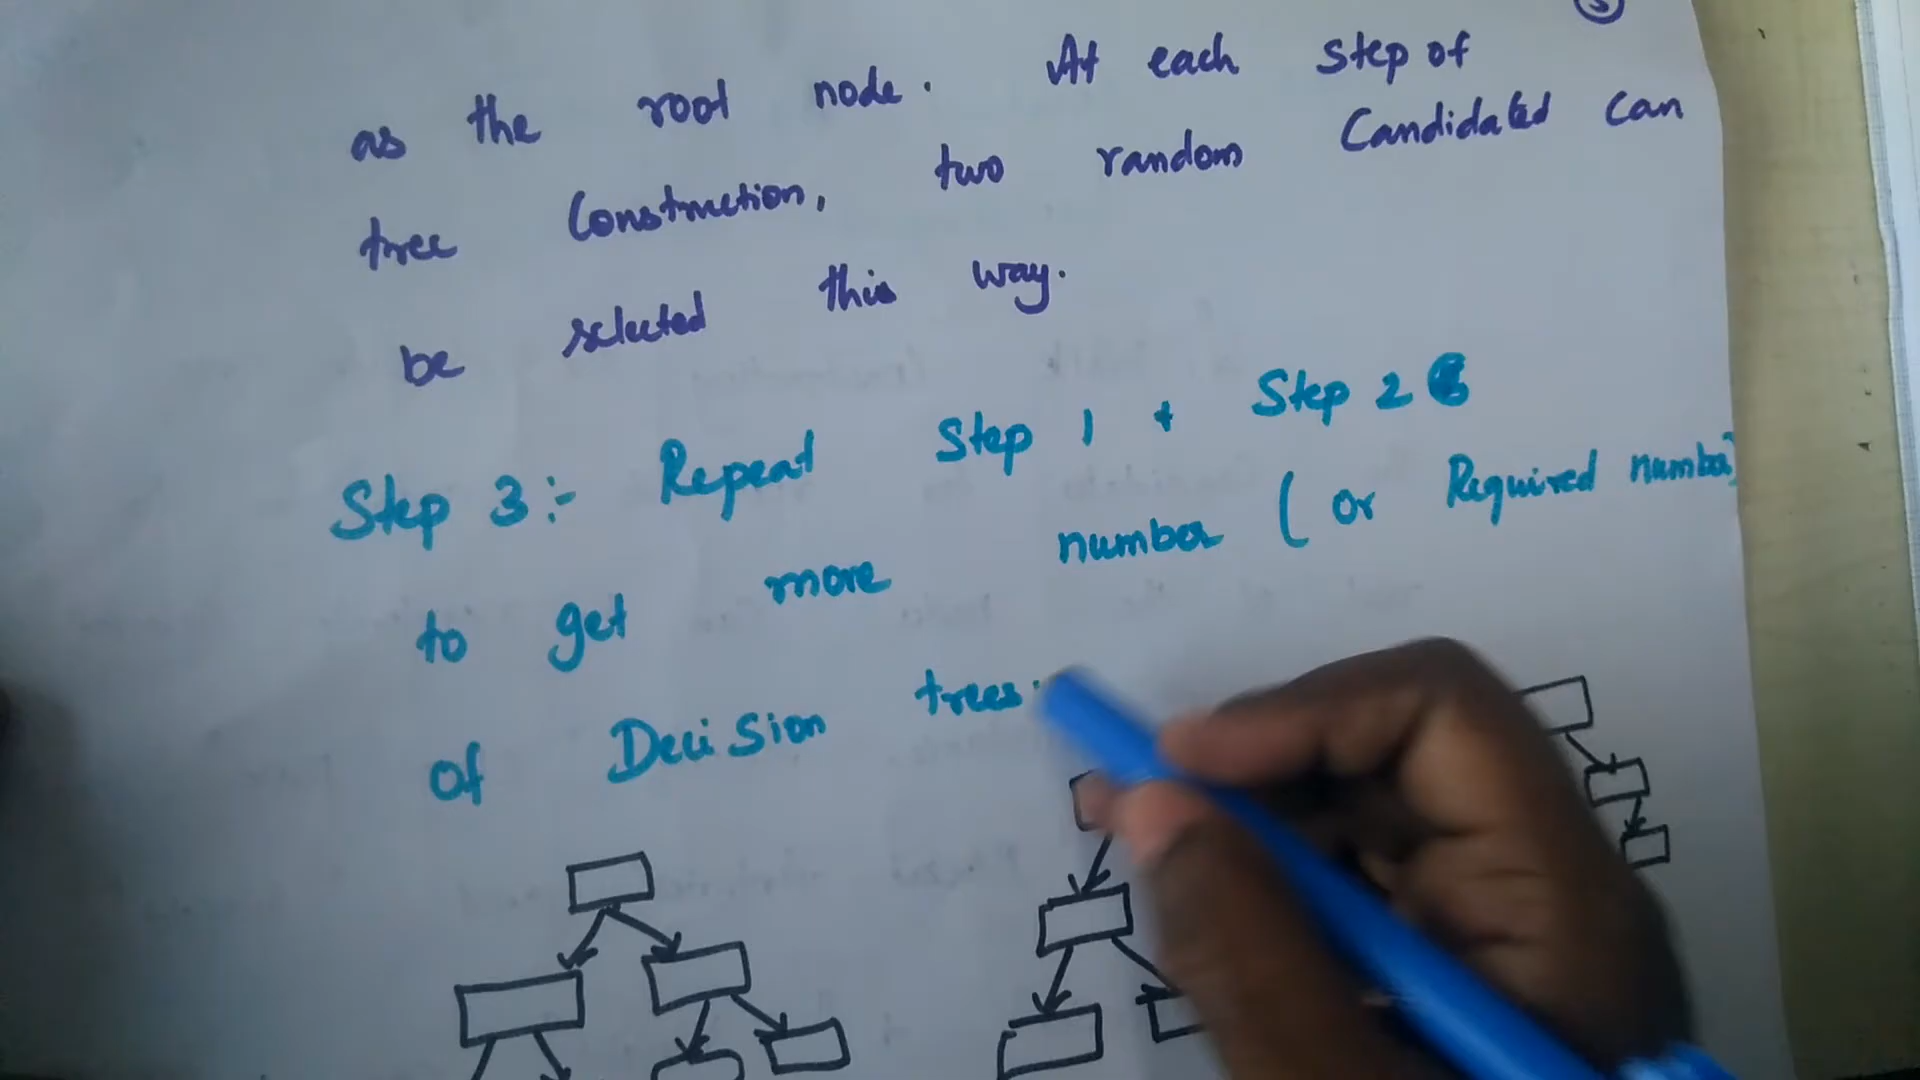 as the root node. At each step of
tree Construction, two random Candidated can
be selected this way.
Step 3:- Repeat Step 1 + Step 2
to get more number ( or Required number)
of Decision trees.